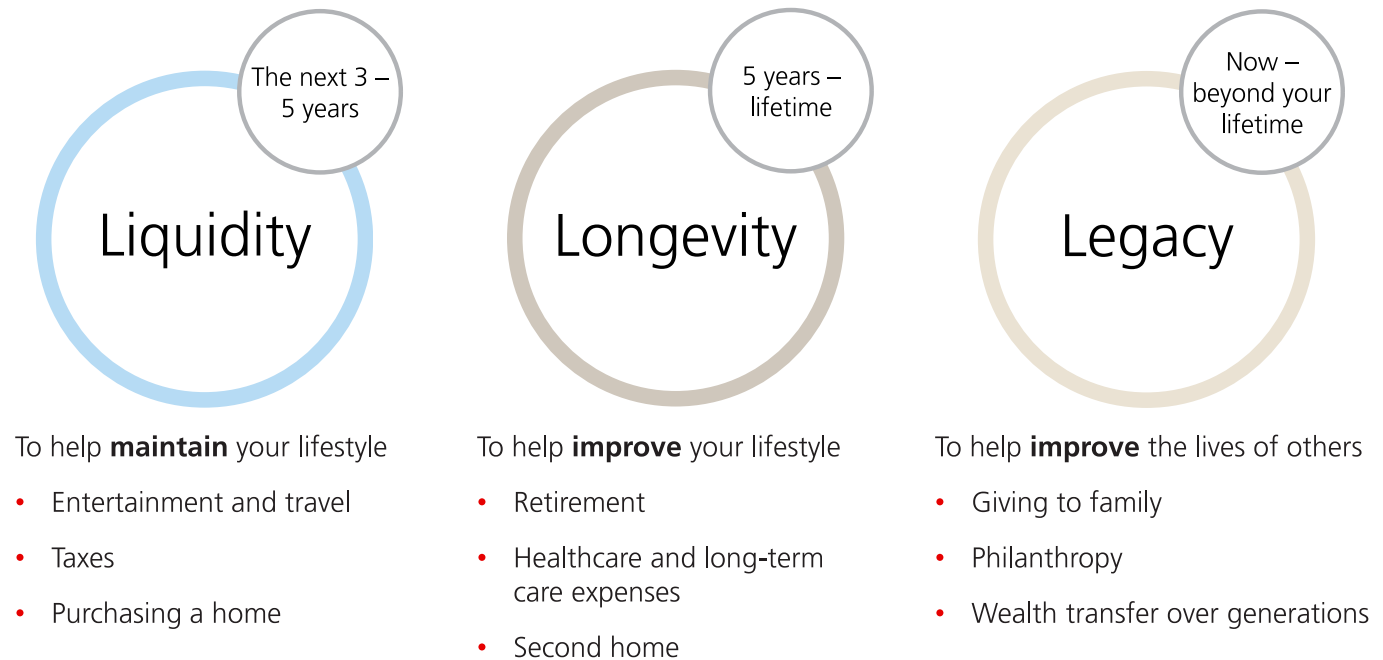 The next 3 –
5 years
Liquidity
To help maintain your lifestyle
• Entertainment and travel
• Taxes
• Purchasing a home
5 years –
lifetime
Longevity
To help improve your lifestyle
• Retirement
• Healthcare and long-term
care expenses
• Second home
Now –
beyond your
lifetime
Legacy
To help improve the lives of others
• Giving to family
• Philanthropy
• Wealth transfer over generations